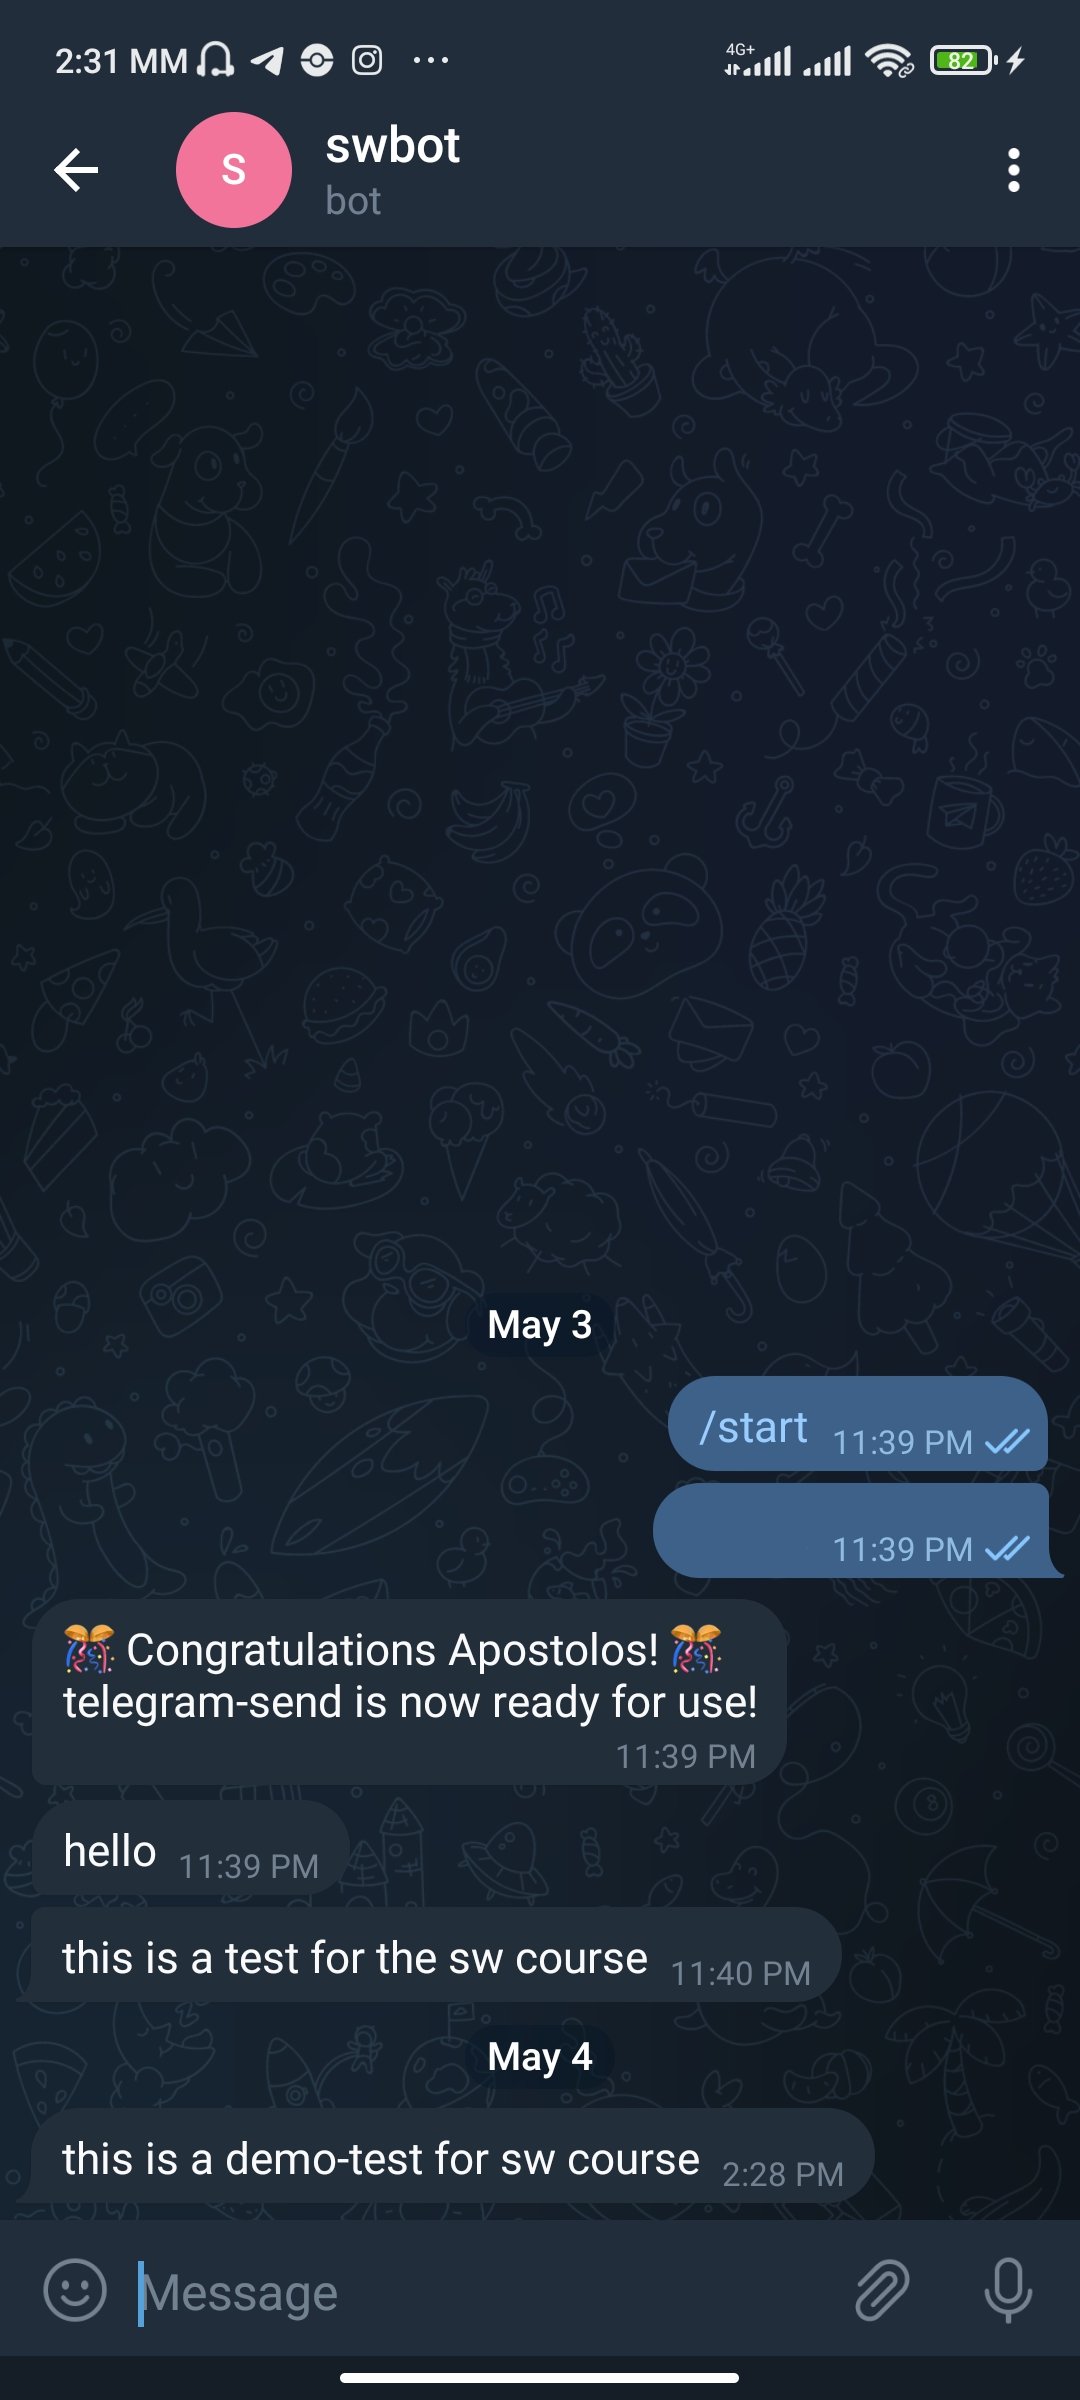 2:31 MM
4G+
82
S
swbot
bot
May 3
/start 11:39 PM
11:39 PM
🎊 Congratulations Apostolos! 🎊
telegram-send is now ready for use!
11:39 PM
hello 11:39 PM
this is a test for the sw course 11:40 PM
May 4
this is a demo-test for sw course 2:28 PM
Message